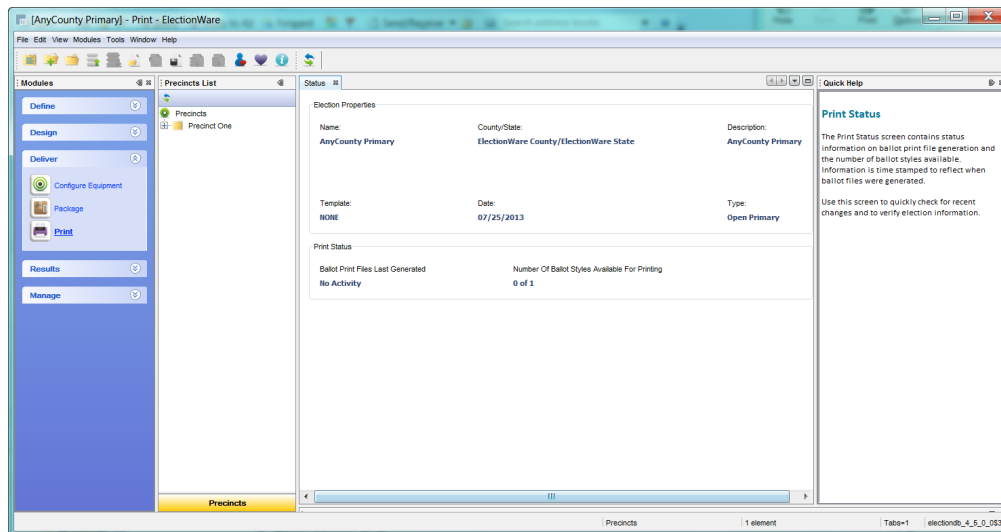 [AnyCounty Primary] - Print - ElectionWare
File Edit View Modules Tools Window Help
Modules
Define
Design
Deliver
Configure Equipment
Package
Print
Results
Manage
Precincts List
Precincts
Precinct One
Precincts
Status
Election Properties
Name: County/State: Description:
AnyCounty Primary ElectionWare County/ElectionWare State AnyCounty Primary
Template: Date: Type:
NONE 07/25/2013 Open Primary
Print Status
Ballot Print Files Last Generated Number Of Ballot Styles Available For Printing
No Activity 0 of 1
Quick Help
Print Status
The Print Status screen contains status
information on ballot print file generation and
the number of ballot styles available.
Information is time stamped to reflect when
ballot files were generated.
Use this screen to quickly check for recent
changes and to verify election information.
Precincts 1 element Tabs=1 electiondb_4_5_0_0$3